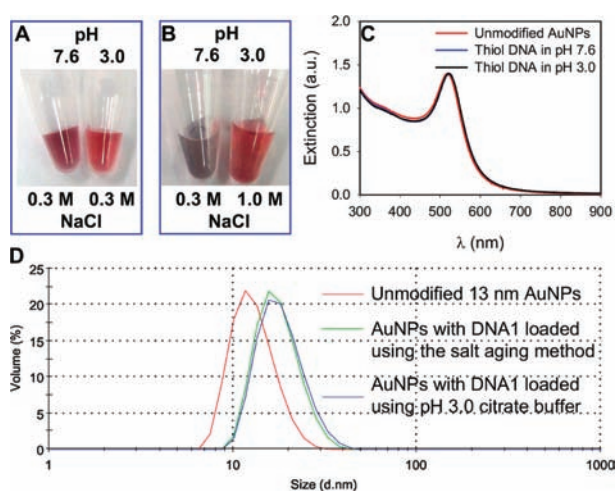 A
pH
7.6 3.0
0.3 M 0.3 M
NaCl
B
pH
7.6 3.0
0.3 M 1.0 M
NaCl
C
Unmodified AuNPs
Thiol DNA in pH 7.6
Thiol DNA in pH 3.0
Extinction (a.u.)
2.0
1.5
1.0
0.5
0.0
300 400 500 600 700 800 900
λ (nm)
D
Volume (%)
25
20
15
10
5
0
Unmodified 13 nm AuNPs
AuNPs with DNA1 loaded
using the salt aging method
AuNPs with DNA1 loaded
using pH 3.0 citrate buffer
1 10 100 1000
Size (d.nm)